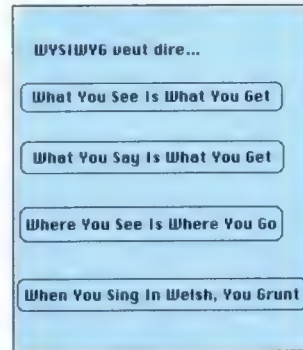 WYSIWYG veut dire...
What You See Is What You Get
What You Say Is What You Get
Where You See Is Where You Go
When You Sing In Welsh, You Grunt